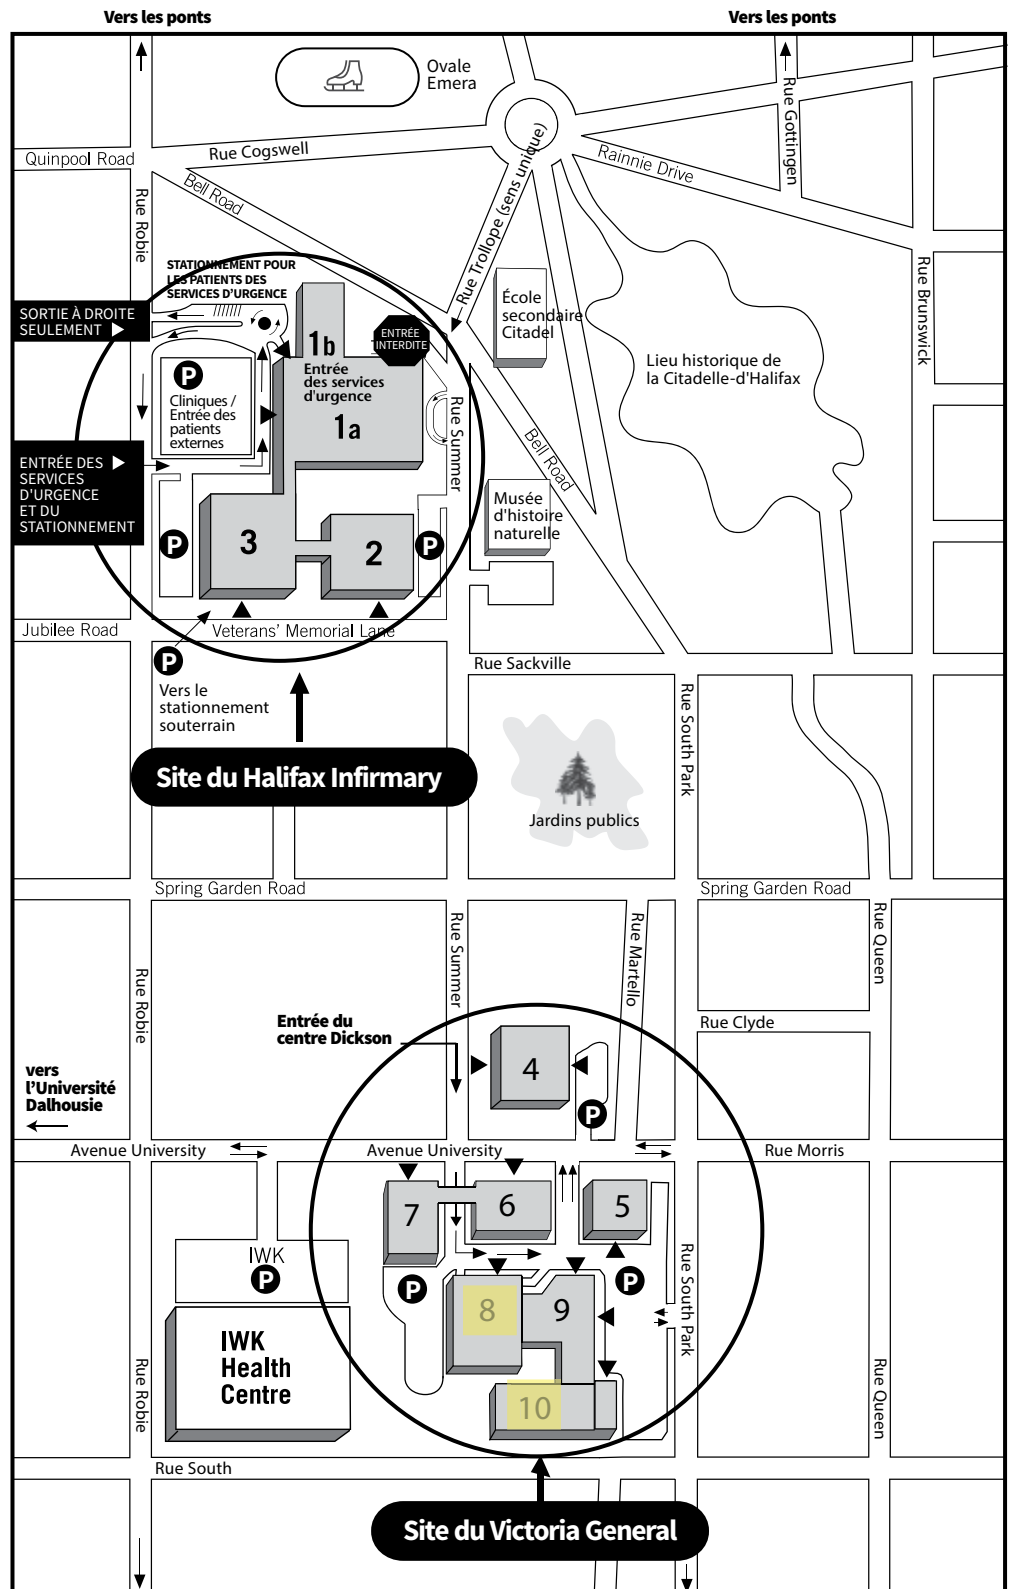 Vers les ponts
Vers les ponts
Ovale
Emera
Rue Gottingen
Quinpool Road
Rue Cogswell
Rainnie Drive
Bell Road
Rue Robie
Rue Trollope (sens unique)
STATIONNEMENT POUR
LES PATIENTS DES
SERVICES D'URGENCE
SORTIE À DROITE
SEULEMENT
1b
ENTRÉE
INTERDITE
École
secondaire
Citadel
Rue Brunswick
Lieu historique de
la Citadelle-d'Halifax
P
Cliniques /
Entrée des
patients
externes
Entrée
des services
d'urgence
1a
Rue Summer
Bell Road
ENTRÉE DES
SERVICES
D'URGENCE
ET DU
STATIONNEMENT
Musée
d'histoire
naturelle
P
3
2
P
Jubilee Road
Veterans' Memorial Lane
P
Vers le
stationnement
souterrain
Rue Sackville
Rue South Park
Site du Halifax Infirmary
Jardins publics
Spring Garden Road
Spring Garden Road
Rue Robie
Rue Summer
Rue Martello
Rue Queen
Entrée du
centre Dickson
Rue Clyde
4
vers
l'Université
Dalhousie
P
Avenue University
Avenue University
Rue Morris
7
6
5
IWK
P
P
P
Rue South Park
8
9
IWK
Health
Centre
10
Rue Robie
Rue Queen
Rue South
Site du Victoria General